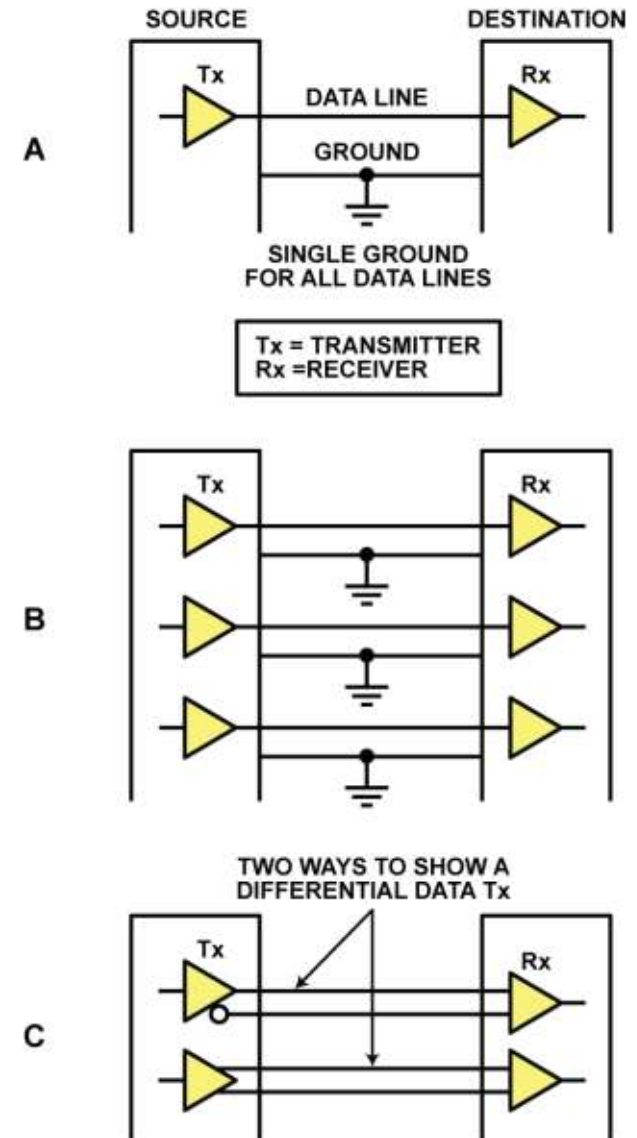 SOURCE
DESTINATION
Tx
Rx
DATA LINE
A
GROUND
SINGLE GROUND
FOR ALL DATA LINES
Tx = TRANSMITTER
Rx =RECEIVER
Tx
Rx
B
TWO WAYS TO SHOW A
DIFFERENTIAL DATA Tx
Tx
Rx
C